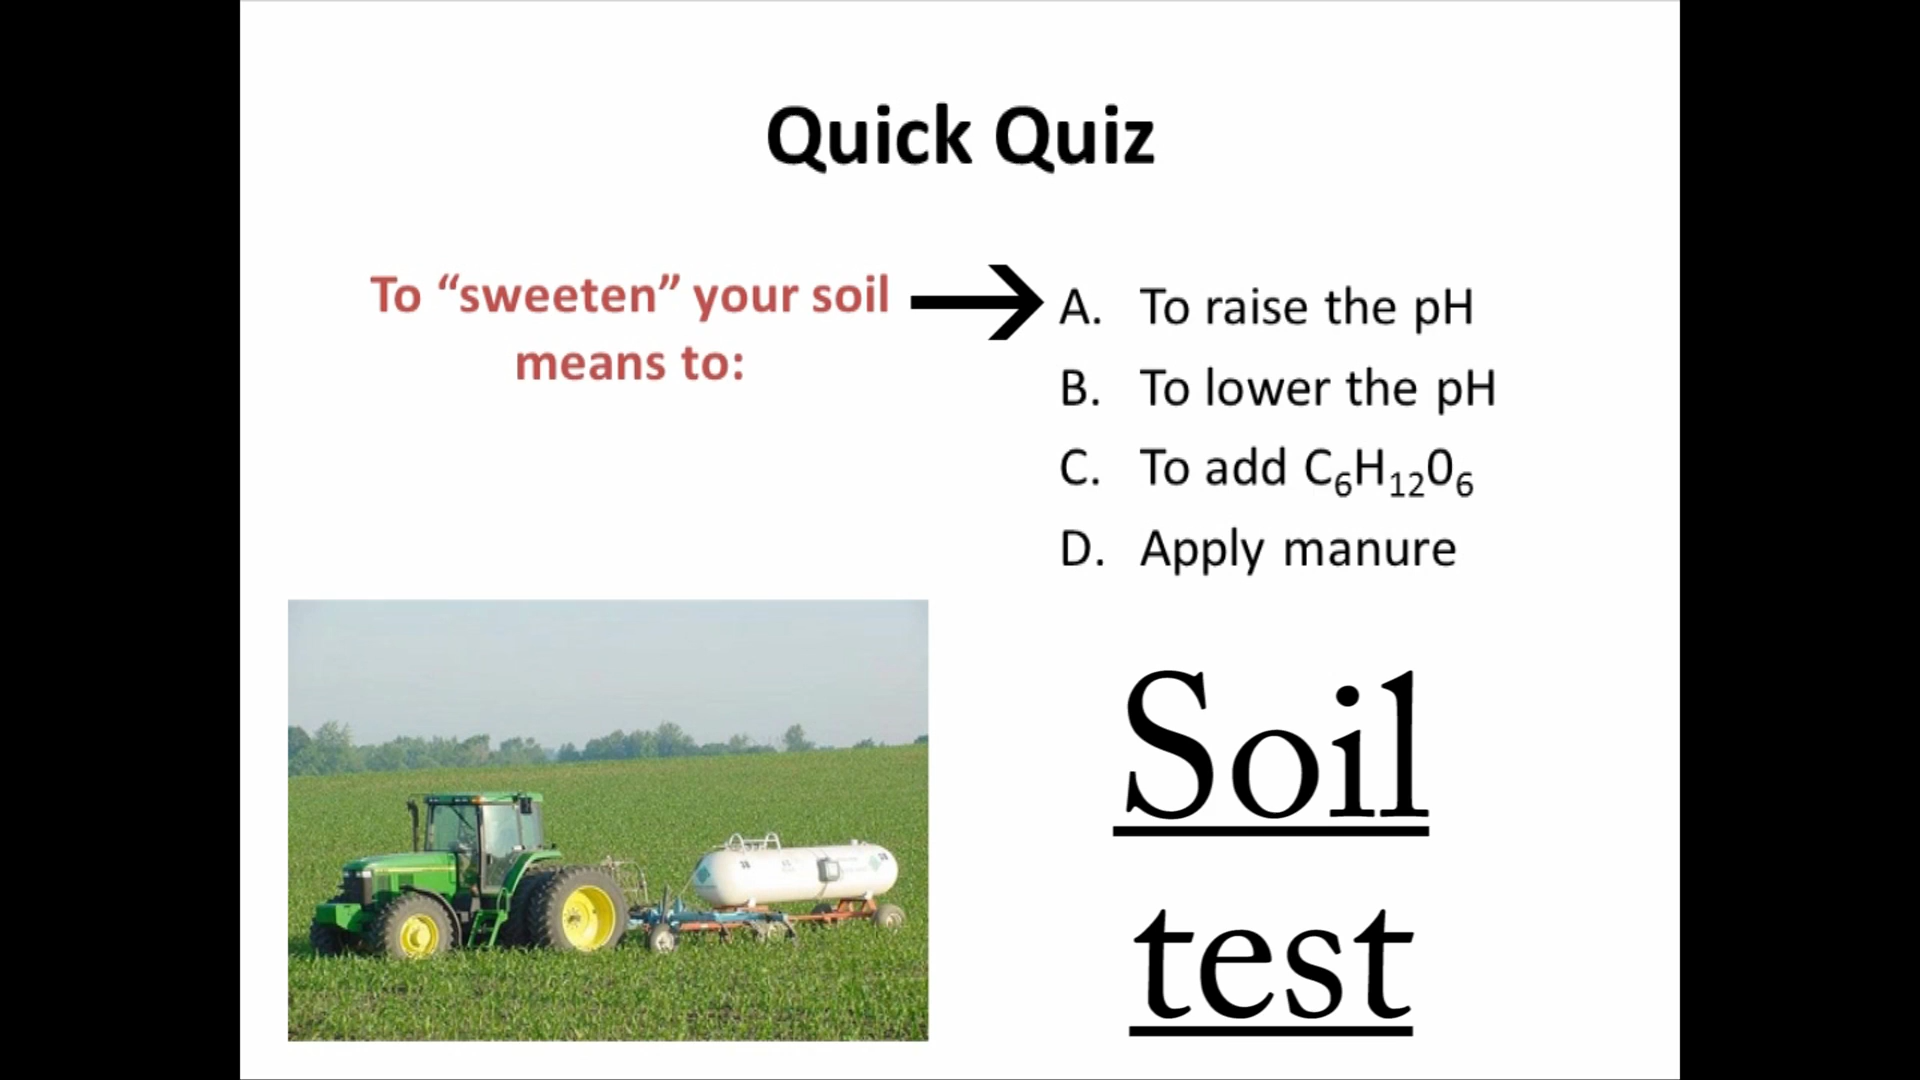 Quick Quiz
To “sweeten” your soil
means to:
A. To raise the pH
B. To lower the pH
C. To add C₆H₁₂0₆
D. Apply manure
Soil
test